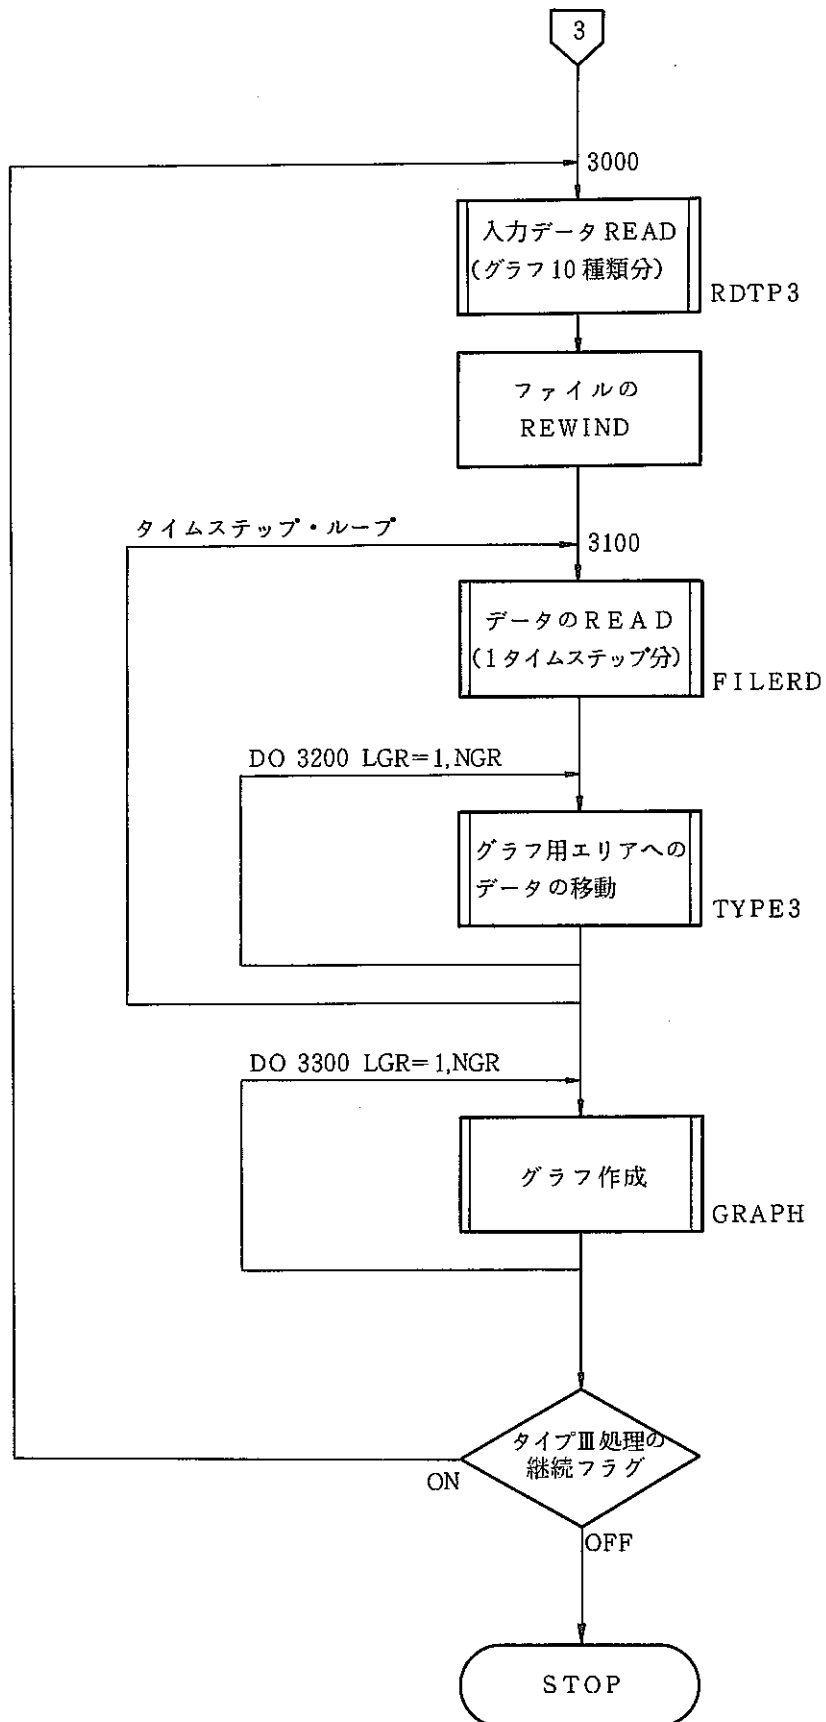 3
3000
入力データREAD
(グラフ10種類分)
RDTP3
ファイルの
REWIND
タイムステップ・ループ
3100
データのREAD
(1タイムステップ分)
FILERD
DO 3200 LGR=1,NGR
グラフ用エリアへの
データの移動
TYPE3
DO 3300 LGR=1,NGR
グラフ作成
GRAPH
タイプⅢ処理の
継続フラグ
ON
OFF
STOP